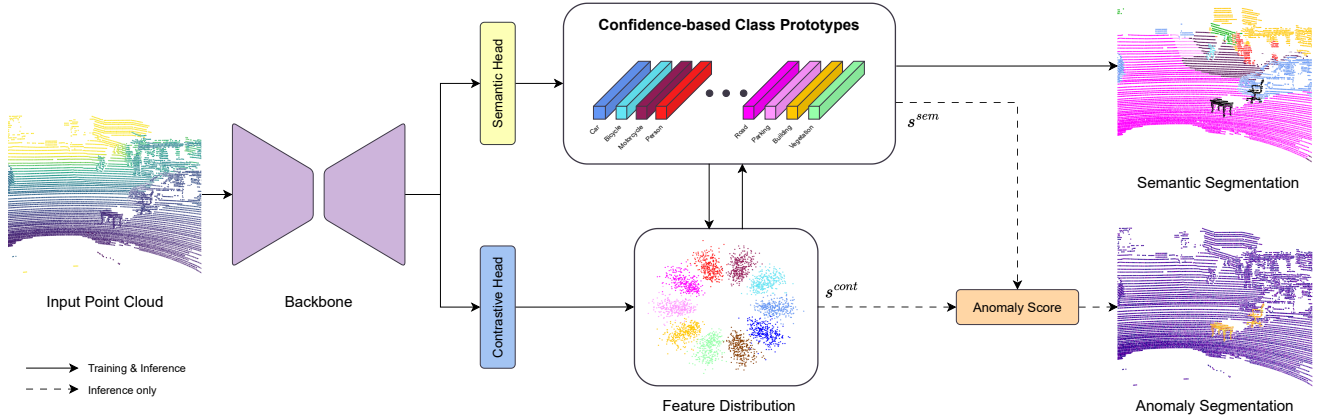 Confidence-based Class Prototypes
Semantic Head
Car
Bicycle
Motorcycle
Person
Road
Parking
Building
Vegetation
s^sem
Semantic Segmentation
Input Point Cloud
Backbone
Contrastive Head
s^cont
Anomaly Score
Training & Inference
Inference only
Feature Distribution
Anomaly Segmentation